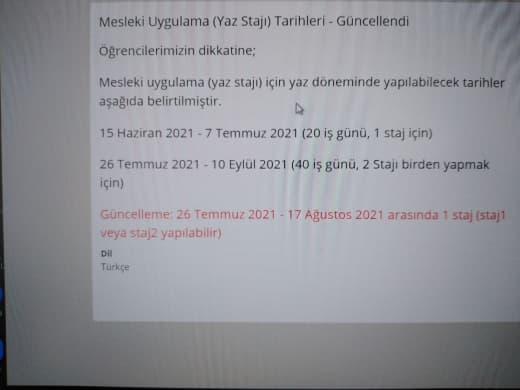 Mesleki Uygulama (Yaz Stajı) Tarihleri - Güncellendi
Öğrencilerimizin dikkatine;
Mesleki uygulama (yaz stajı) için yaz döneminde yapılabilecek tarihler
aşağıda belirtilmiştir.
15 Haziran 2021 - 7 Temmuz 2021 (20 iş günü, 1 staj için)
26 Temmuz 2021 - 10 Eylül 2021 (40 iş günü, 2 Stajı birden yapmak
için)
Güncelleme: 26 Temmuz 2021 - 17 Ağustos 2021 arasında 1 staj (staj1
veya staj2 yapılabilir)
Dil
Türkçe